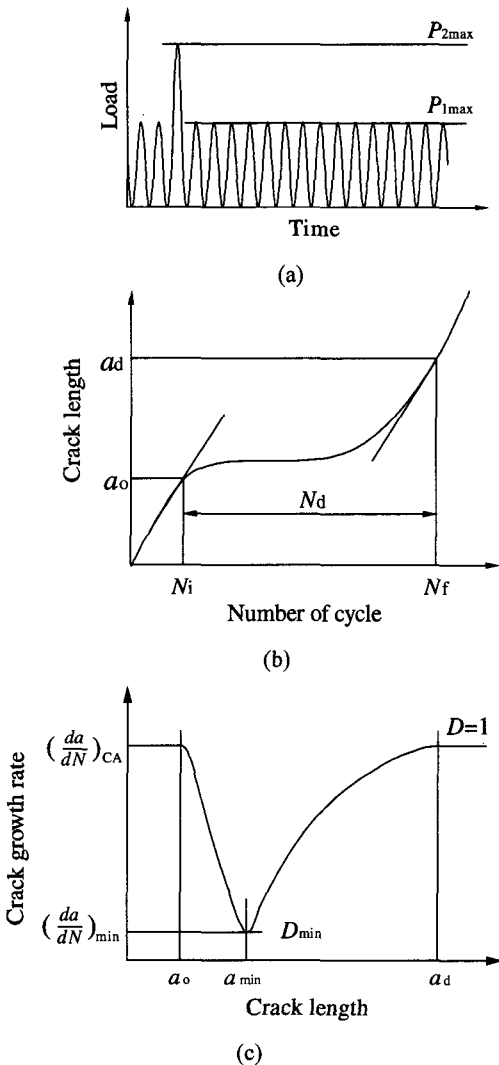 P2max
P1max
Load
Time
(a)
Crack length
ad
ao
Nd
Ni
Nf
Number of cycle
(b)
Crack growth rate
(da/dN)CA
D=1
(da/dN)min
Dmin
ao
a min
ad
Crack length
(c)